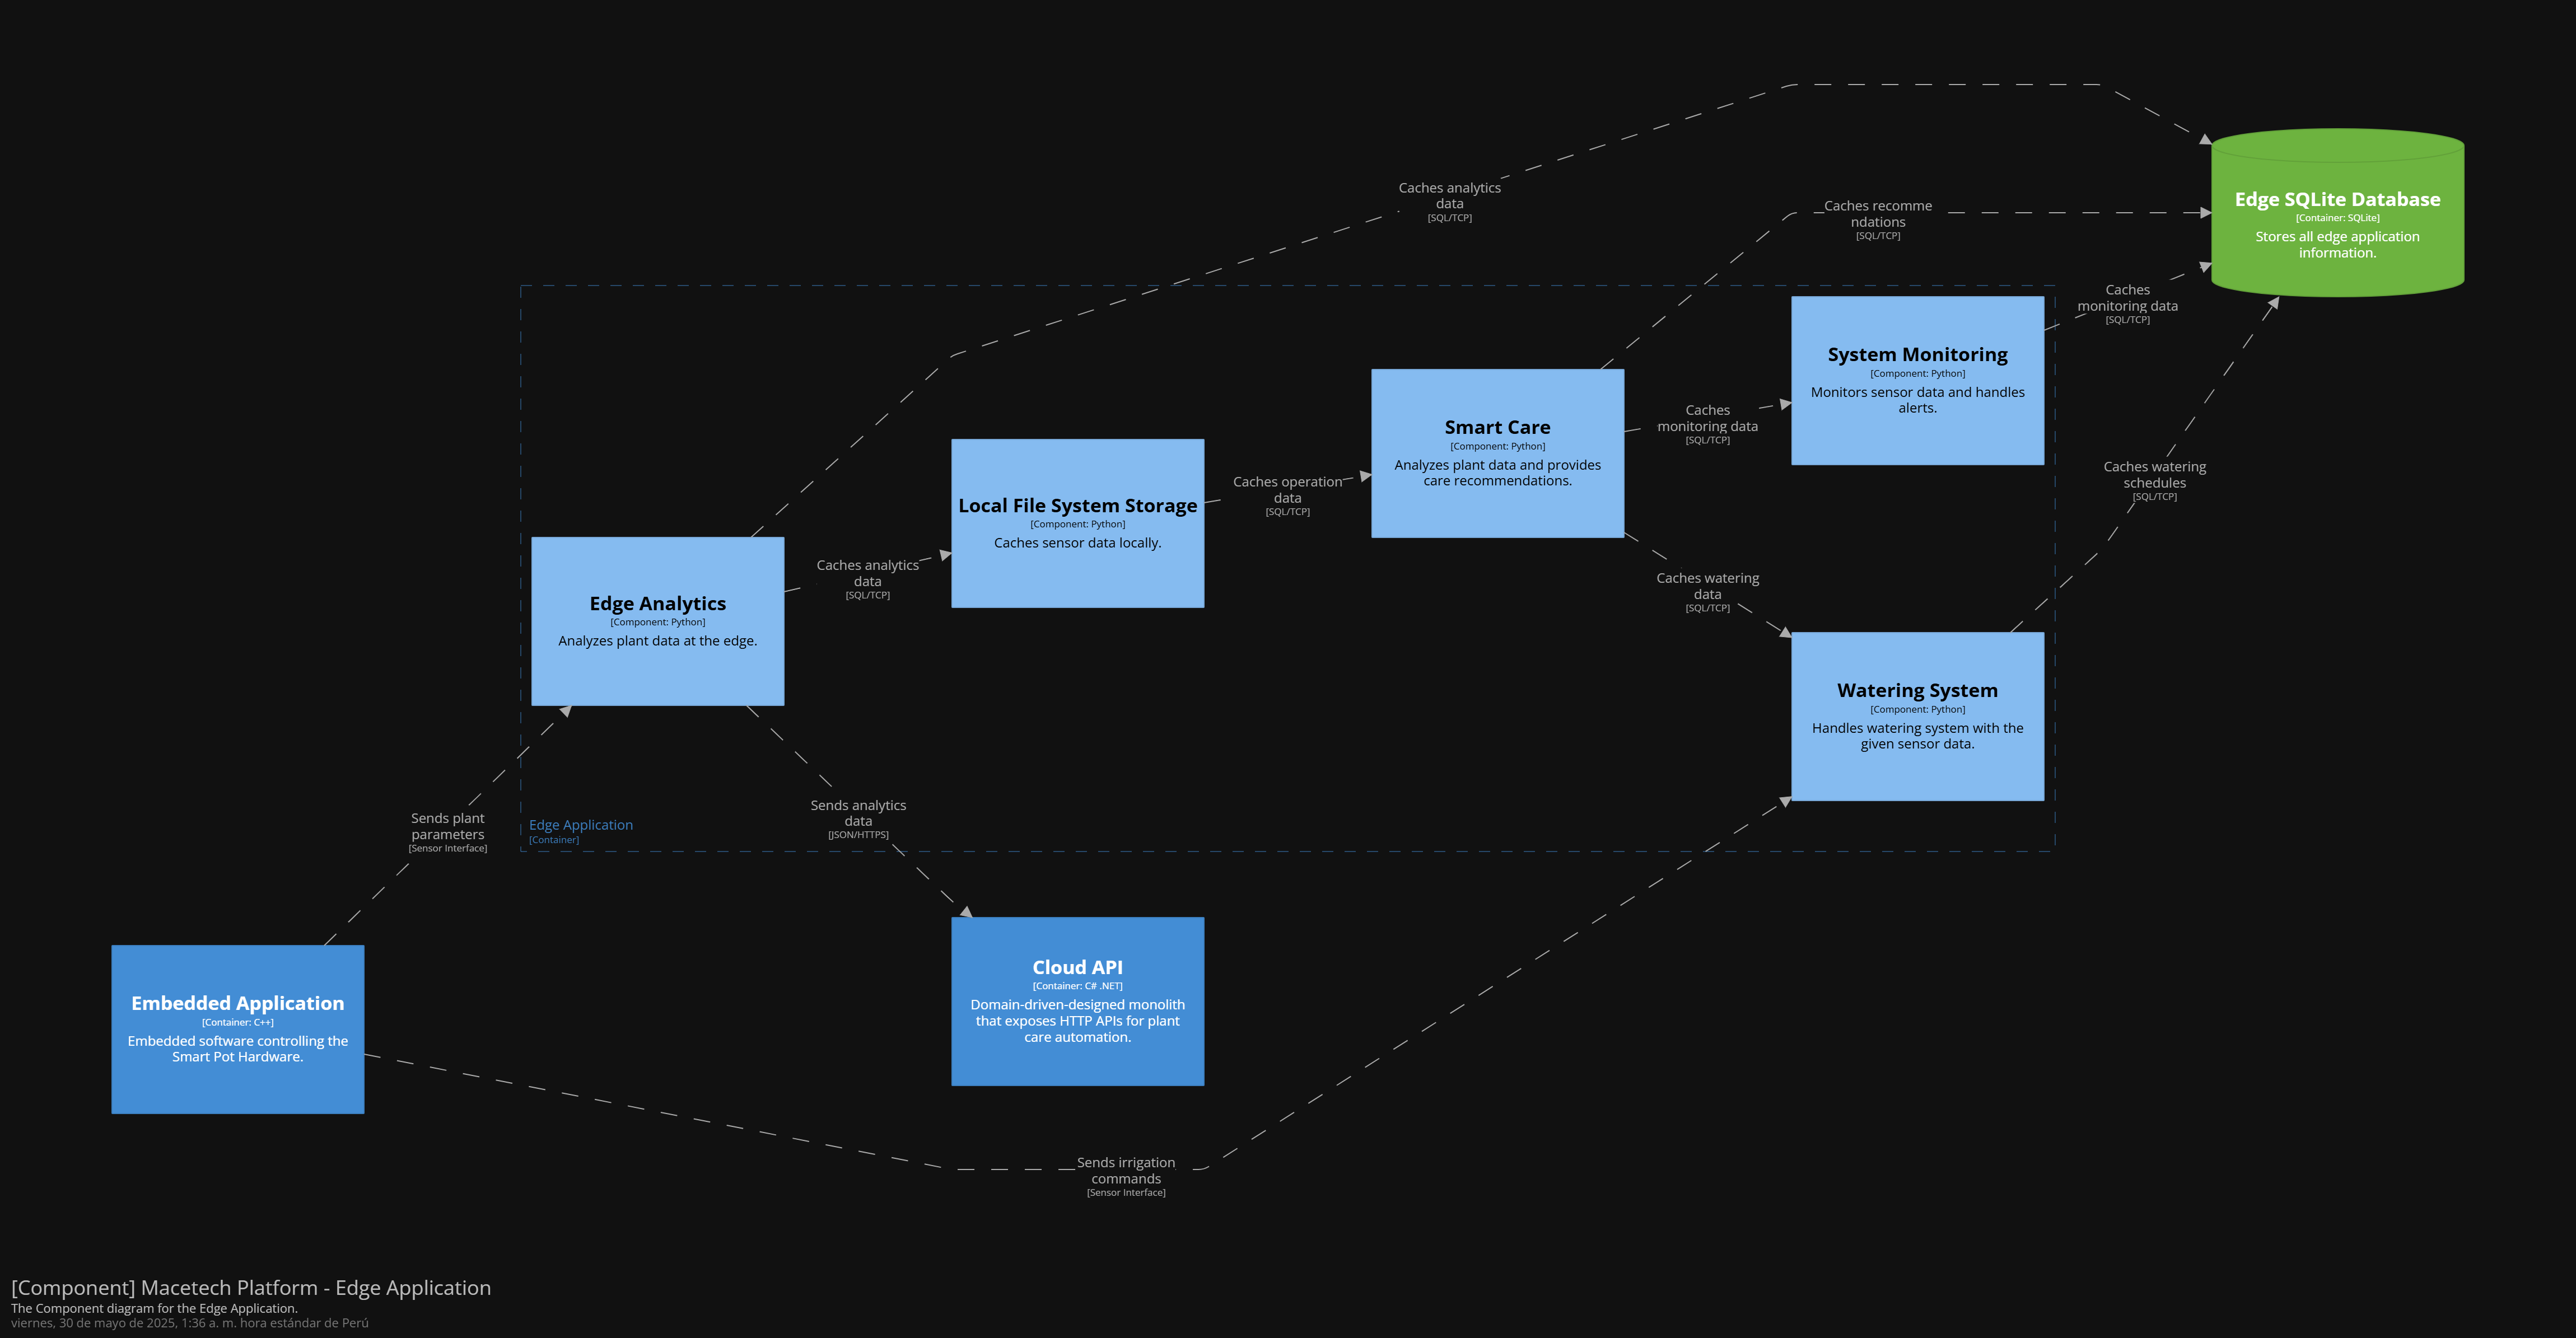 Caches analytics
data
[SQL/TCP]
Caches recomme
ndations
[SQL/TCP]
Edge SQLite Database
[Container: SQLite]
Stores all edge application
information.
Caches
monitoring data
[SQL/TCP]
System Monitoring
[Component: Python]
Monitors sensor data and handles
alerts.
Smart Care
[Component: Python]
Analyzes plant data and provides
care recommendations.
Caches
monitoring data
[SQL/TCP]
Caches watering
schedules
[SQL/TCP]
Local File System Storage
[Component: Python]
Caches sensor data locally.
Caches operation
data
[SQL/TCP]
Edge Analytics
[Component: Python]
Analyzes plant data at the edge.
Caches analytics
data
[SQL/TCP]
Caches watering
data
[SQL/TCP]
Watering System
[Component: Python]
Handles watering system with the
given sensor data.
Sends plant
parameters
[Sensor Interface]
Edge Application
[Container]
Sends analytics
data
[JSON/HTTPS]
Embedded Application
[Container: C++]
Embedded software controlling the
Smart Pot Hardware.
Cloud API
[Container: C# .NET]
Domain-driven-designed monolith
that exposes HTTP APIs for plant
care automation.
Sends irrigation
commands
[Sensor Interface]
[Component] Macetech Platform - Edge Application
The Component diagram for the Edge Application.
viernes, 30 de mayo de 2025, 1:36 a. m. hora estándar de Perú